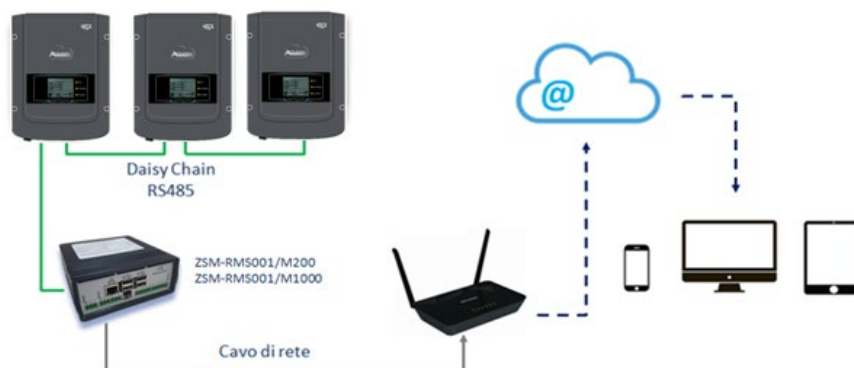 Daisy Chain
RS485
@
ZSM-RMS001/M200
ZSM-RMS001/M1000
Cavo di rete